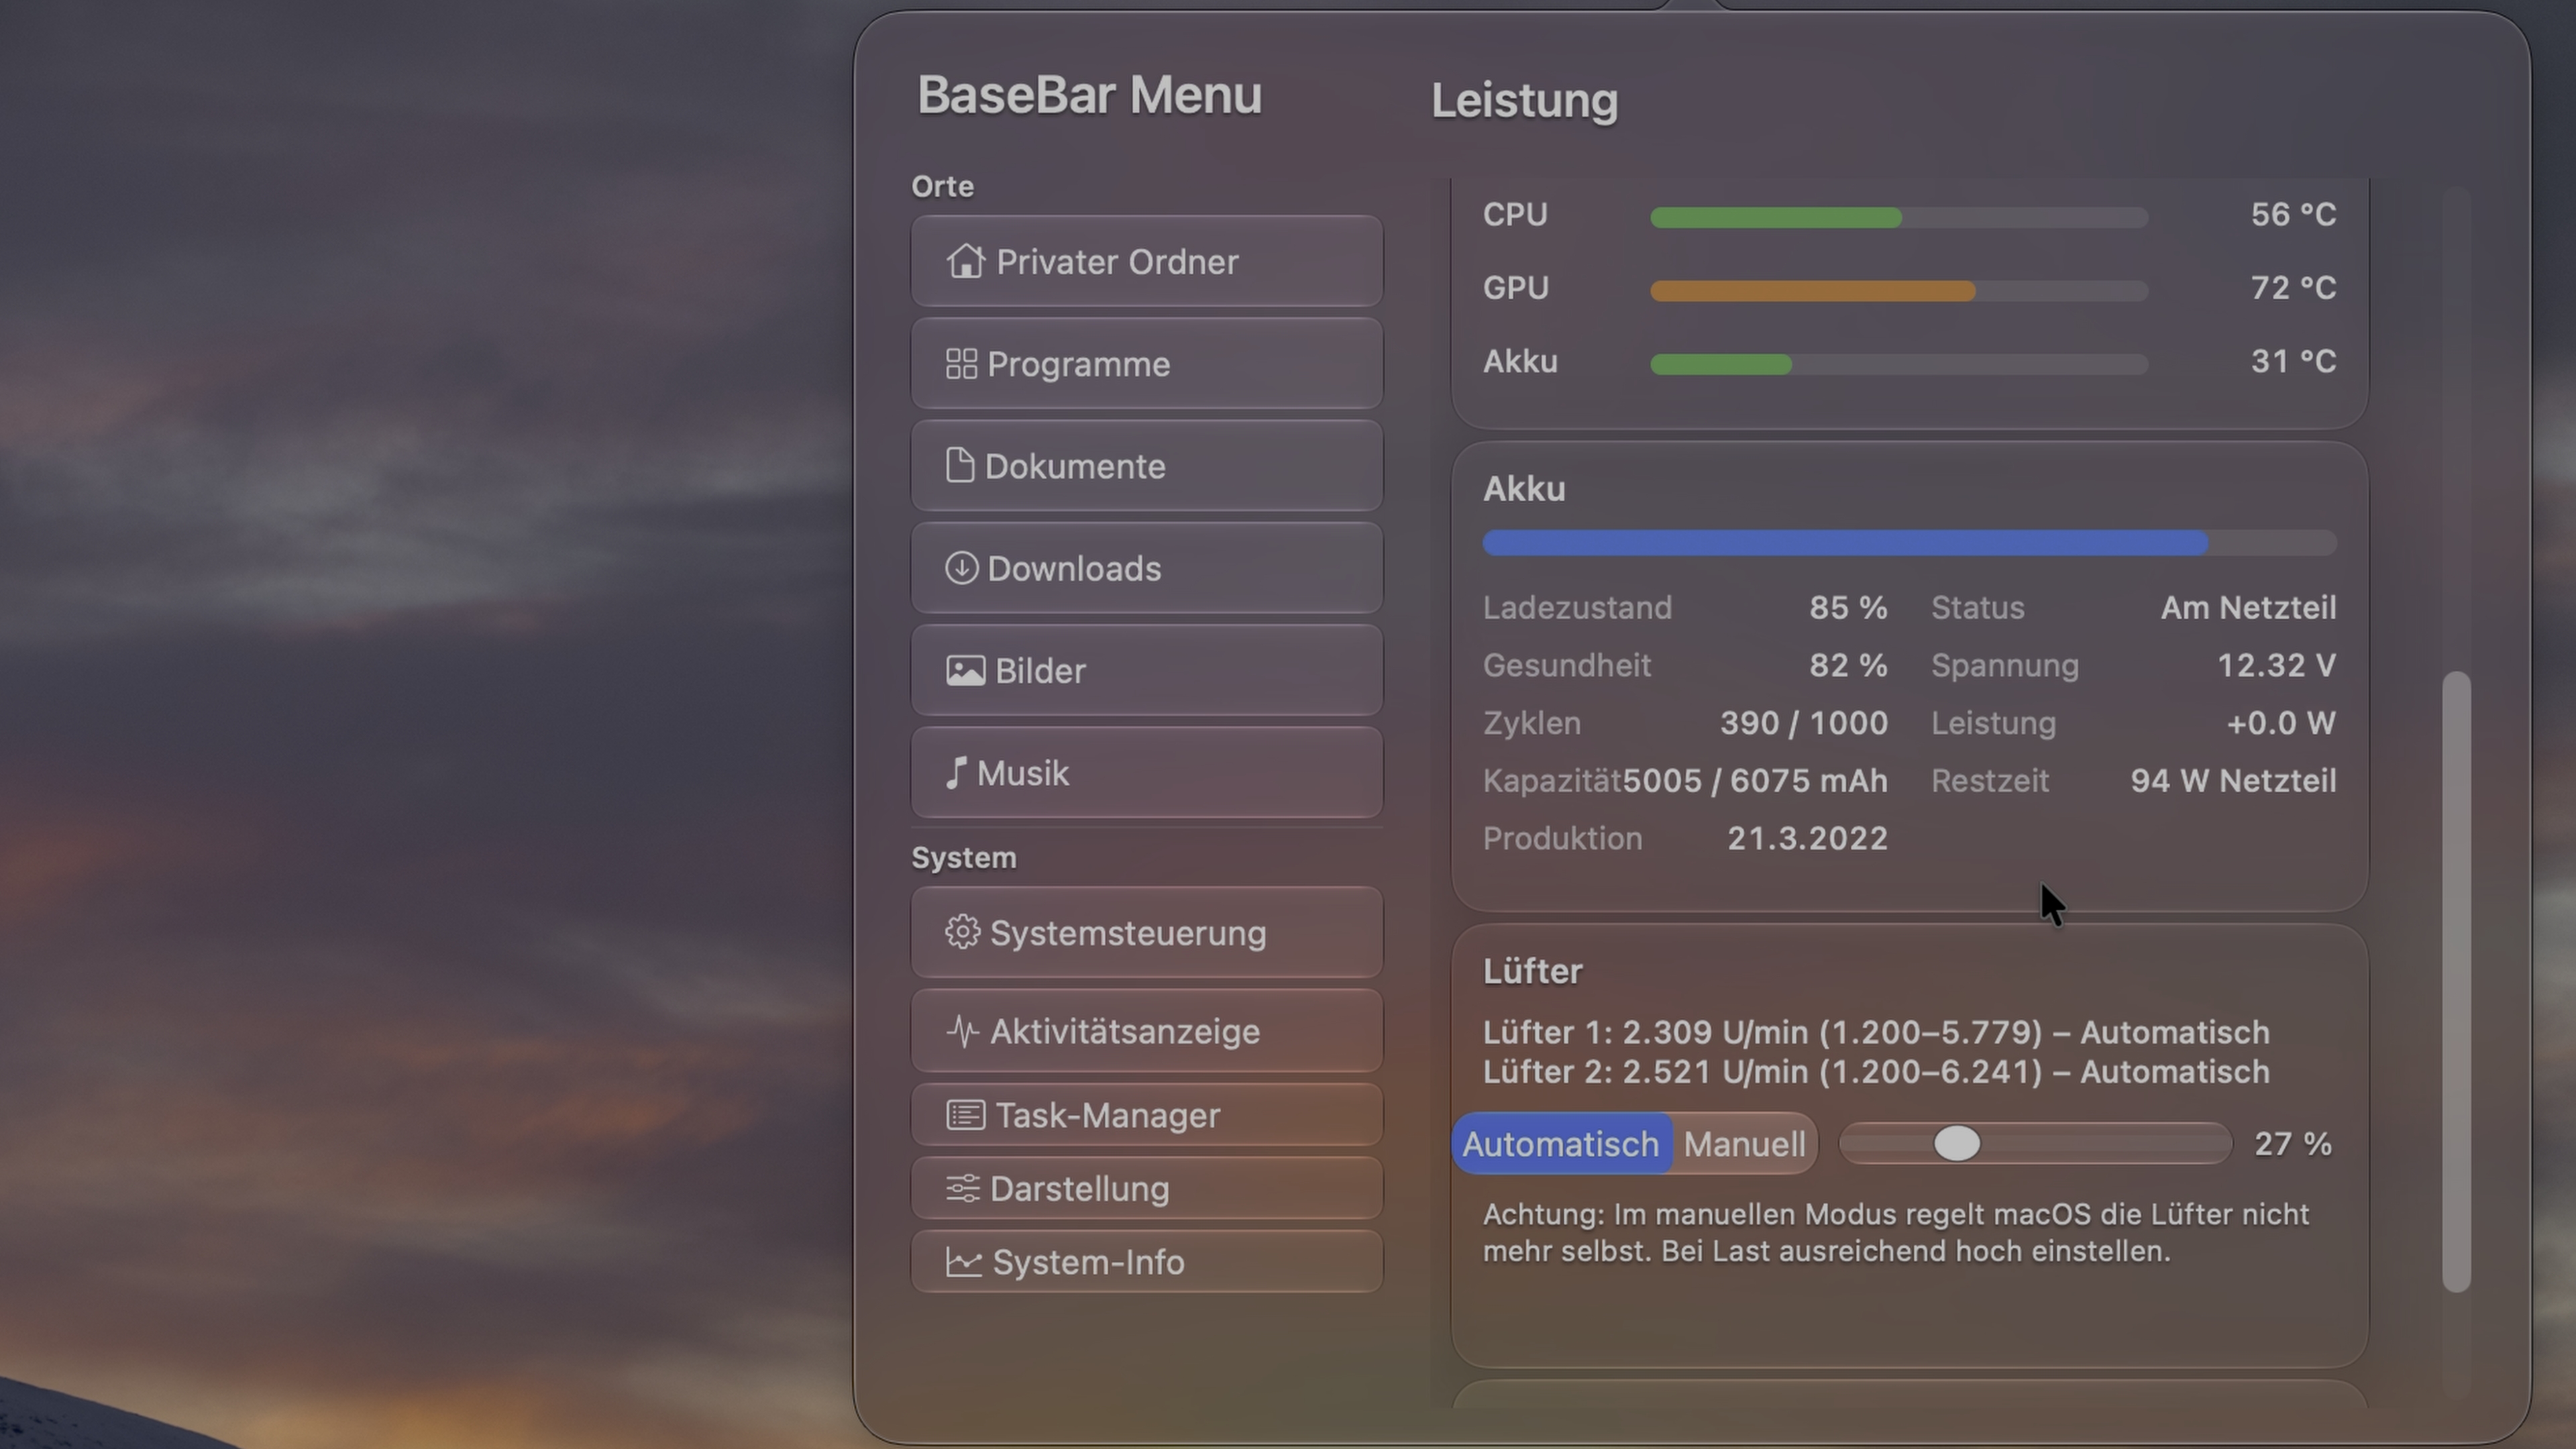 BaseBar Menu
Orte
Privater Ordner
Programme
Dokumente
Downloads
Bilder
Musik
System
Systemsteuerung
Aktivitätsanzeige
Task-Manager
Darstellung
System-Info
Leistung
CPU 56 °C
GPU 72 °C
Akku 31 °C
Akku
Ladezustand 85 % Status Am Netzteil
Gesundheit 82 % Spannung 12.32 V
Zyklen 390 / 1000 Leistung +0.0 W
Kapazität 5005 / 6075 mAh Restzeit 94 W Netzteil
Produktion 21.3.2022
Lüfter
Lüfter 1: 2.309 U/min (1.200–5.779) – Automatisch
Lüfter 2: 2.521 U/min (1.200–6.241) – Automatisch
Automatisch Manuell 27 %
Achtung: Im manuellen Modus regelt macOS die Lüfter nicht
mehr selbst. Bei Last ausreichend hoch einstellen.